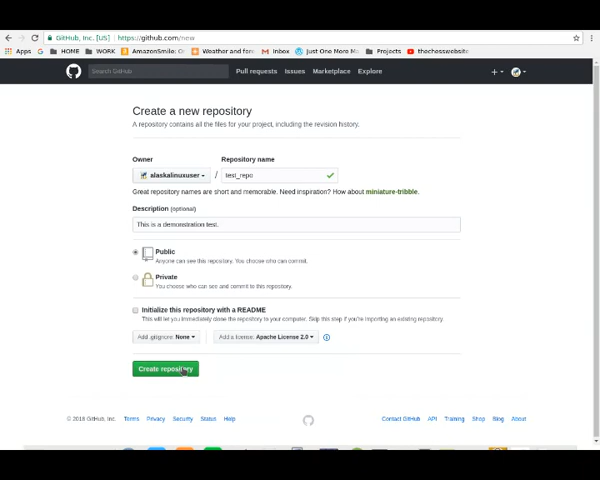 GitHub, Inc. [US] https://github.com/new
Apps HOME WORK AmazonSmile: Or Weather and fore Inbox Just One More Mo Projects thechesswebsite
Search GitHub Pull requests Issues Marketplace Explore
Create a new repository
A repository contains all the files for your project, including the revision history.
Owner Repository name
alaskalinuxuser / test_repo
Great repository names are short and memorable. Need inspiration? How about miniature-tribble.
Description (optional)
This is a demonstration test.
Public
Anyone can see this repository. You choose who can commit.
Private
You choose who can see and commit to this repository.
Initialize this repository with a README
This will let you immediately clone the repository to your computer. Skip this step if you're importing an existing repository.
Add .gitignore: None Add a license: Apache License 2.0
Create repository
© 2018 GitHub, Inc. Terms Privacy Security Status Help Contact GitHub API Training Shop Blog About